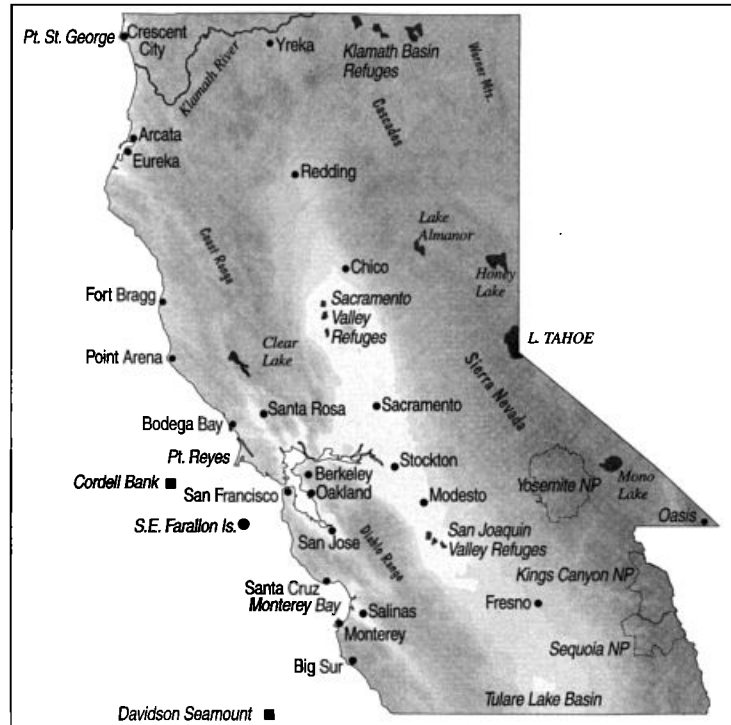 Pt. St. George
Crescent
City
Yreka
Klamath Basin
Refuges
Klamath River
Warner Mts.
Cascades
Arcata
Eureka
Redding
Lake
Almanor
Honey
Lake
Coast Range
Chico
Fort Bragg
Sacramento
Valley
Refuges
Clear
Lake
L. TAHOE
Point Arena
Sierra Nevada
Santa Rosa
Sacramento
Bodega Bay
Pt. Reyes
Stockton
Berkeley
Cordell Bank
Yosemite NP
Mono
Lake
San Francisco
Oakland
Modesto
S.E. Farallon Is.
San Jose
Diablo Range
San Joaquin
Valley Refuges
Oasis
Kings Canyon NP
Santa Cruz
Monterey Bay
Salinas
Fresno
Monterey
Sequoia NP
Big Sur
Tulare Lake Basin
Davidson Seamount